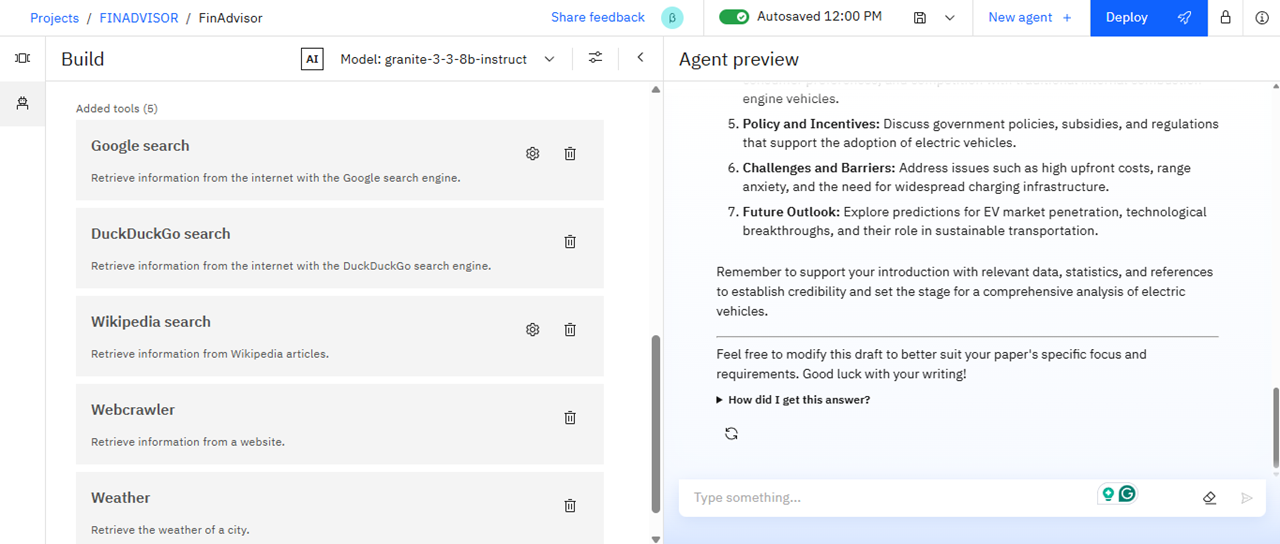 Projects / FINADVISOR / FinAdvisor
Share feedback
β
Autosaved 12:00 PM
New agent +
Deploy
Build
AI
Model: granite-3-3-8b-instruct
Added tools (5)
Google search
Retrieve information from the internet with the Google search engine.
DuckDuckGo search
Retrieve information from the internet with the DuckDuckGo search engine.
Wikipedia search
Retrieve information from Wikipedia articles.
Webcrawler
Retrieve information from a website.
Weather
Retrieve the weather of a city.
Agent preview
engine vehicles.
5. Policy and Incentives: Discuss government policies, subsidies, and regulations
that support the adoption of electric vehicles.
6. Challenges and Barriers: Address issues such as high upfront costs, range
anxiety, and the need for widespread charging infrastructure.
7. Future Outlook: Explore predictions for EV market penetration, technological
breakthroughs, and their role in sustainable transportation.
Remember to support your introduction with relevant data, statistics, and references
to establish credibility and set the stage for a comprehensive analysis of electric
vehicles.
Feel free to modify this draft to better suit your paper's specific focus and
requirements. Good luck with your writing!
How did I get this answer?
Type something...